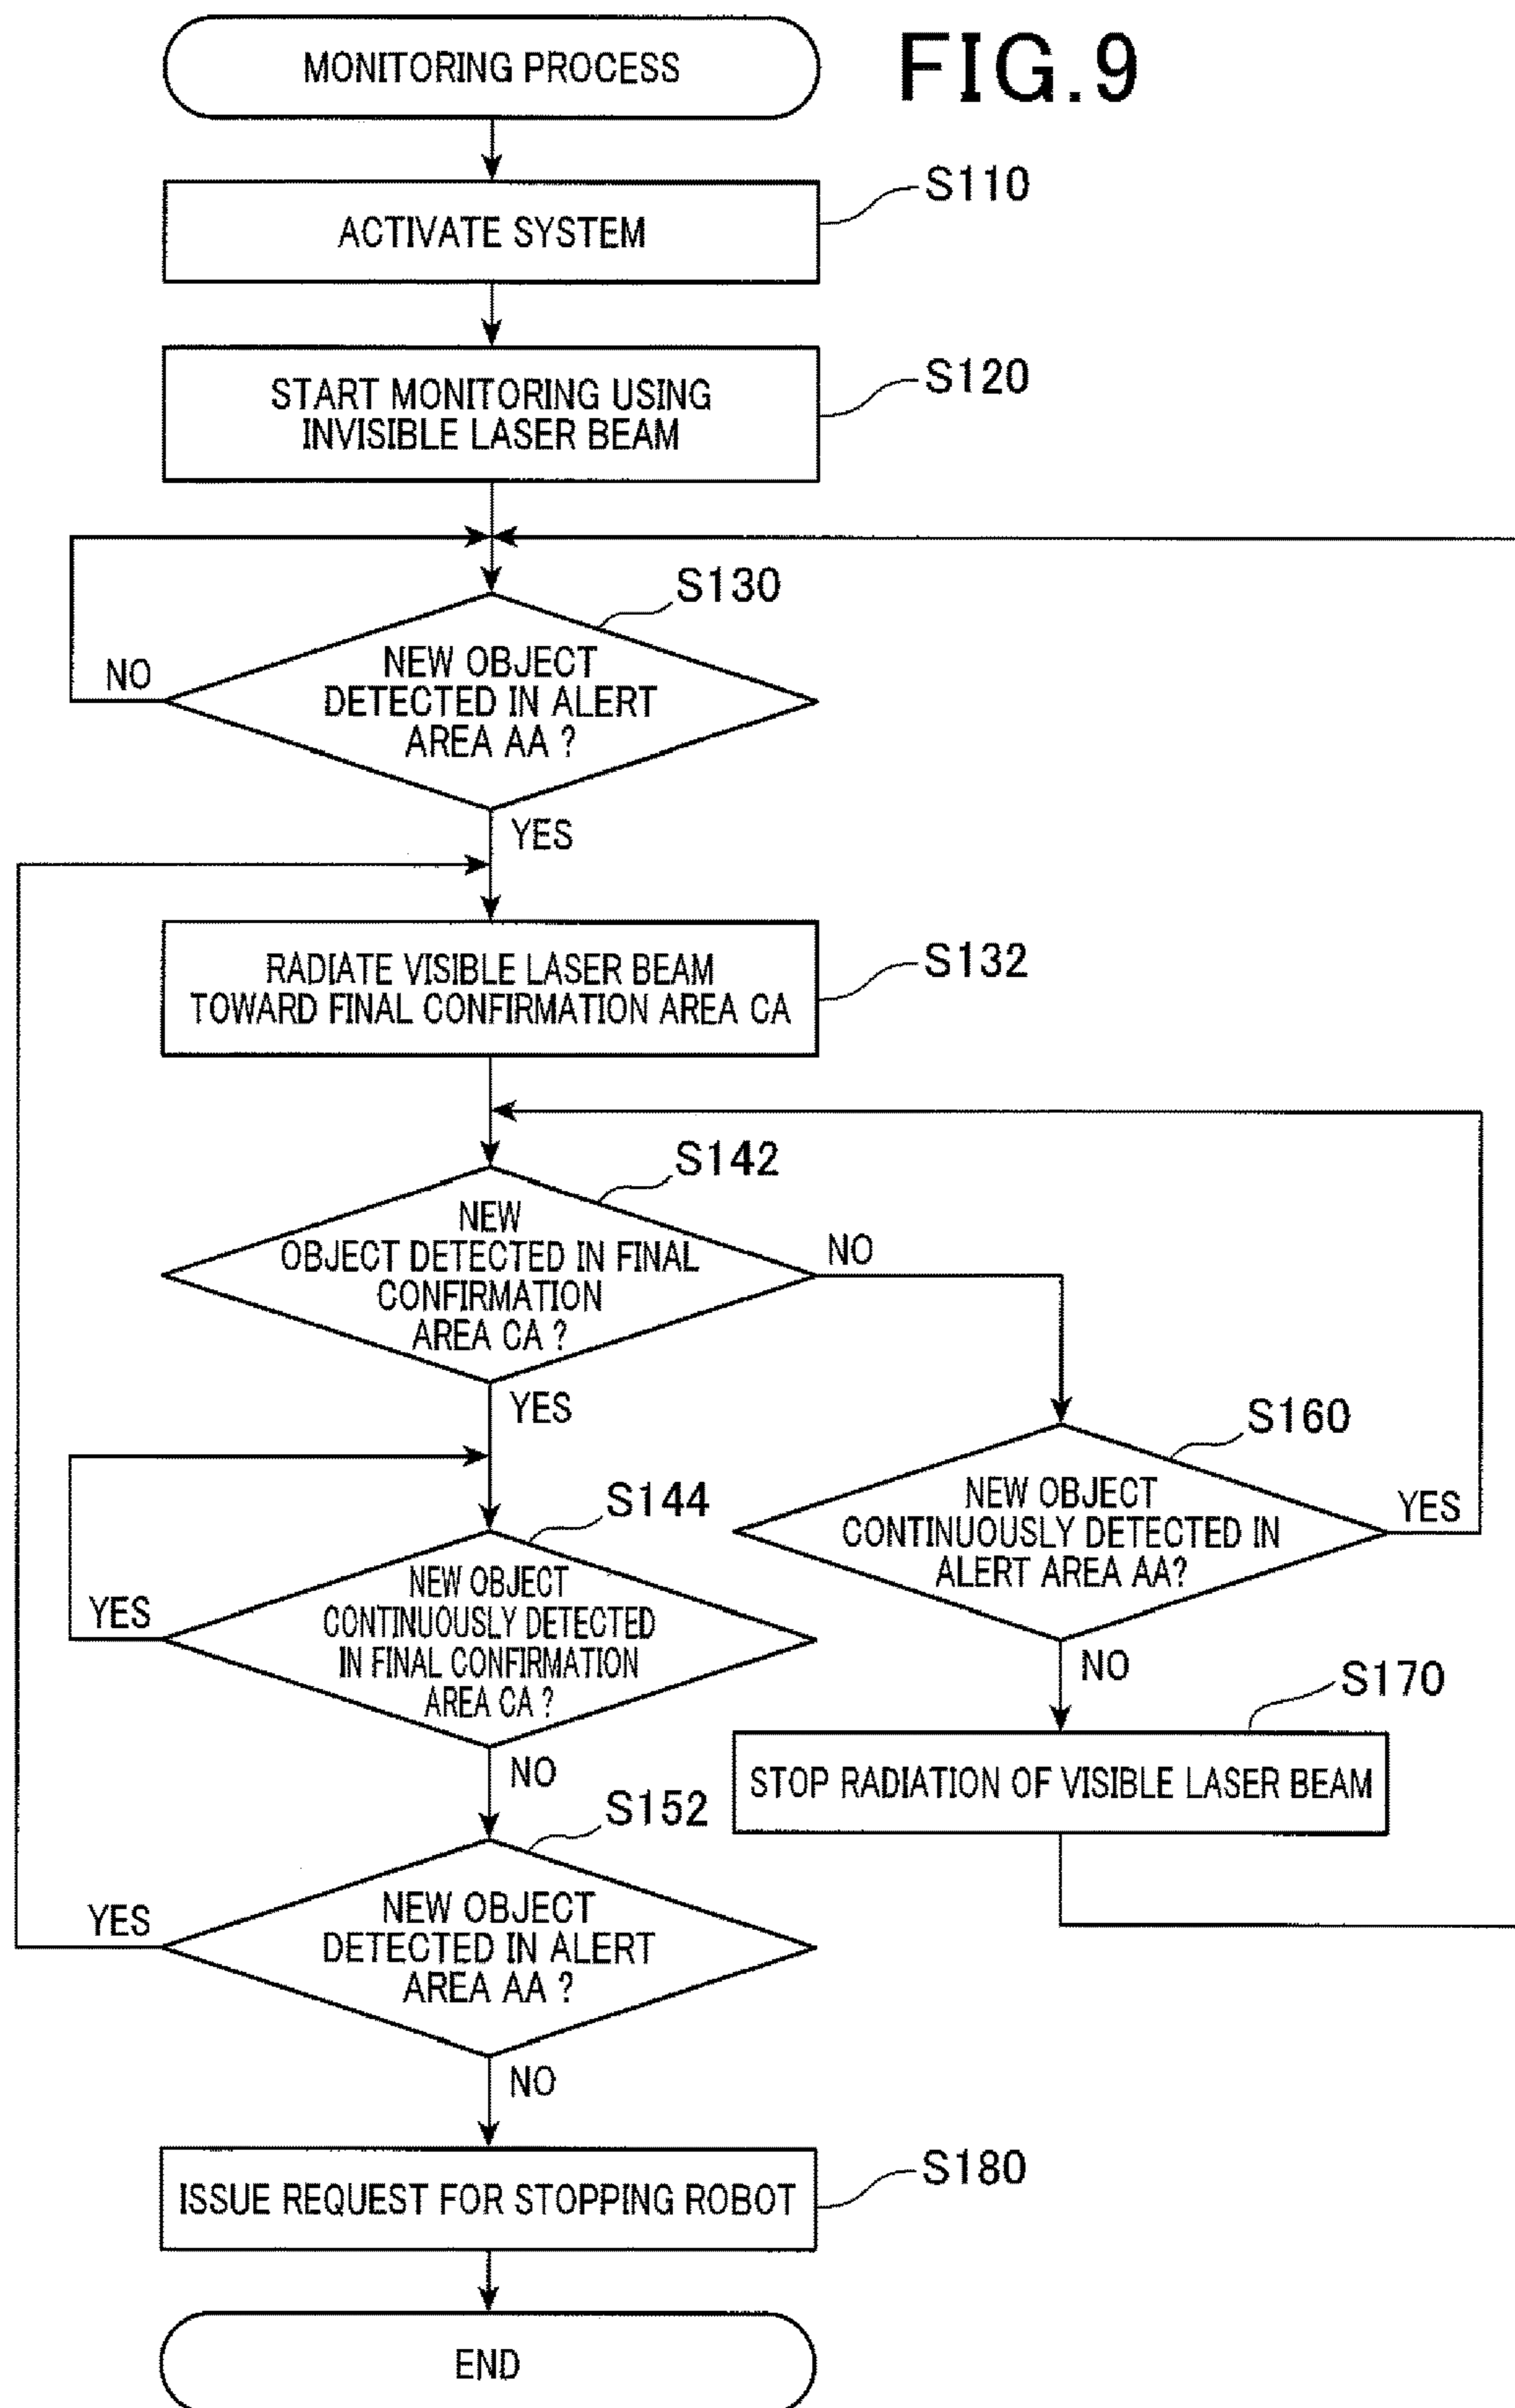 MONITORING PROCESS
FIG.9
S110
ACTIVATE SYSTEM
S120
START MONITORING USING
INVISIBLE LASER BEAM
S130
NEW OBJECT
DETECTED IN ALERT
AREA AA ?
NO
YES
S132
RADIATE VISIBLE LASER BEAM
TOWARD FINAL CONFIRMATION AREA CA
S142
NEW
OBJECT DETECTED IN FINAL
CONFIRMATION
AREA CA ?
NO
YES
S160
NEW OBJECT
CONTINUOUSLY DETECTED IN
ALERT AREA AA?
YES
NO
S144
NEW OBJECT
CONTINUOUSLY DETECTED
IN FINAL CONFIRMATION
AREA CA ?
YES
NO
S170
STOP RADIATION OF VISIBLE LASER BEAM
S152
NEW OBJECT
DETECTED IN ALERT
AREA AA ?
YES
NO
S180
ISSUE REQUEST FOR STOPPING ROBOT
END